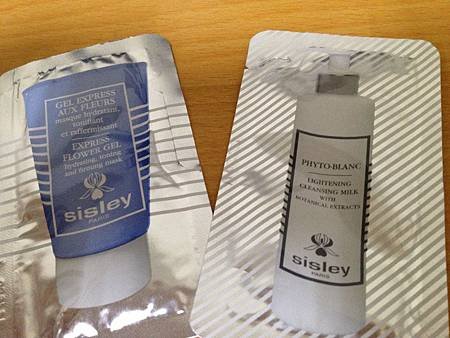 GEL EXPRESS
AUX FLEURS
masque hydratant,
tonifiant
et raffermissant
EXPRESS
FLOWER GEL
hydrating, toning
and firming mask
sisley
PARIS
PHYTO-BLANC
LIGHTENING
CLEANSING MILK
WITH
BOTANICAL EXTRACTS
sisley
PARIS